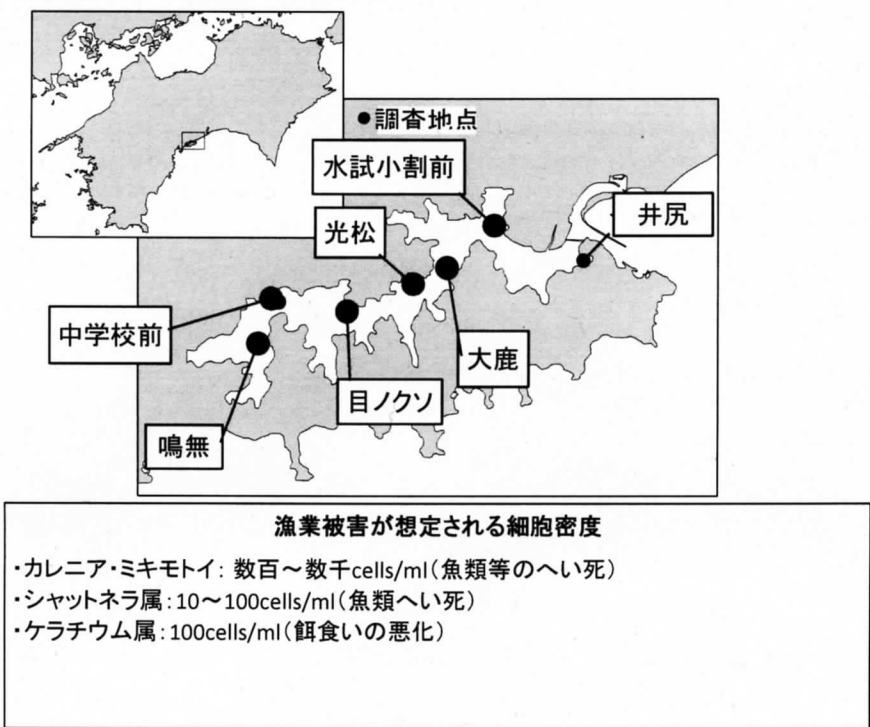 ●調査地点
水試小割前
井尻
光松
中学校前
大鹿
目ノクソ
鳴無
漁業被害が想定される細胞密度
・カレニア・ミキモトイ：数百～数千cells/ml（魚類等のへい死）
・シャットネラ属：10～100cells/ml（魚類へい死）
・ケラチウム属：100cells/ml（餌食いの悪化）